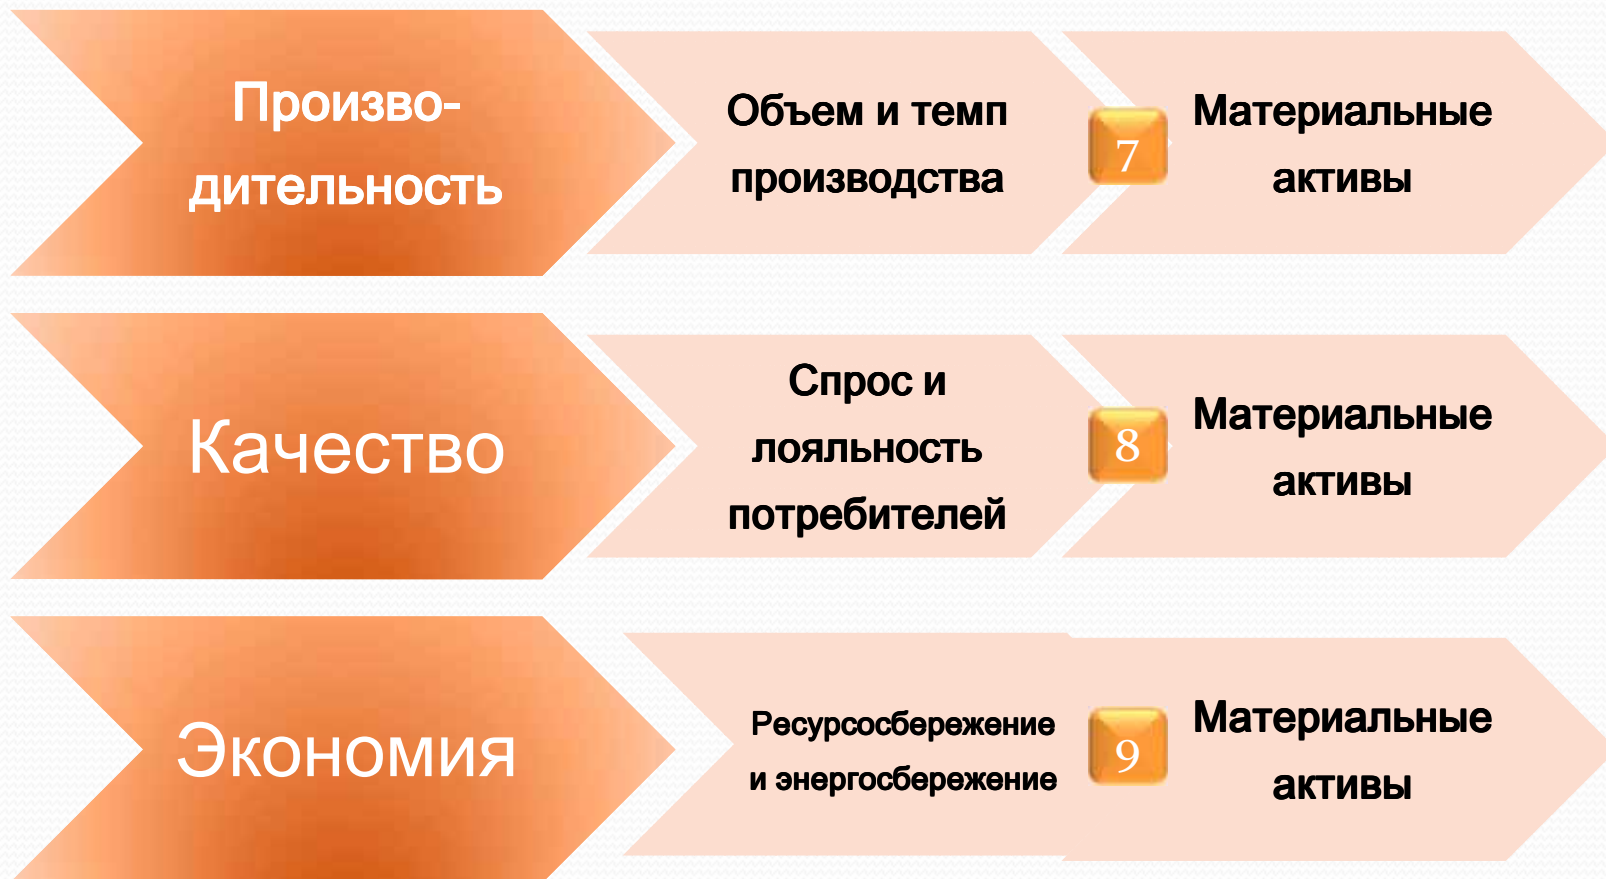 Произво-
дительность
Объем и темп
производства
7
Материальные
активы
Качество
Спрос и
лояльность
потребителей
8
Материальные
активы
Экономия
Ресурсосбережение
и энергосбережение
9
Материальные
активы